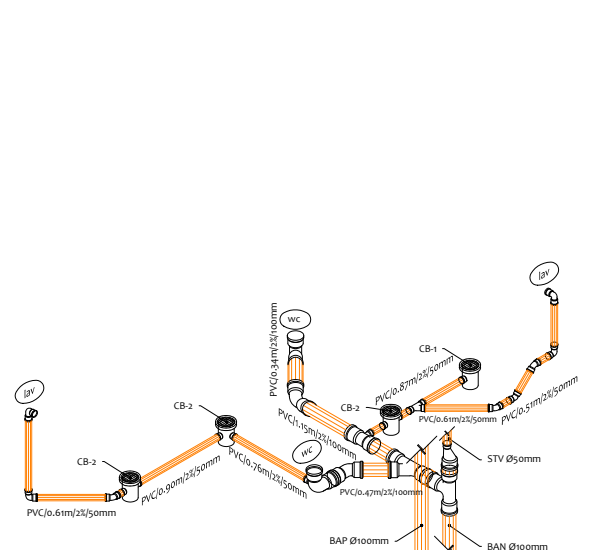 lav
wc
PVC/0.34m/2%/100mm
CB-1
PVC/0.87m/2%/50mm
lav
CB-2
CB-2
PVC/0.51m/2%/50mm
PVC/0.61m/2%/50mm
PVC/1.15m/2%/100mm
wc
CB-2
PVC/0.90m/2%/50mm
PVC/0.76m/2%/50mm
STV Ø50mm
PVC/0.47m/2%/100mm
PVC/0.61m/2%/50mm
BAP Ø100mm
BAN Ø100mm